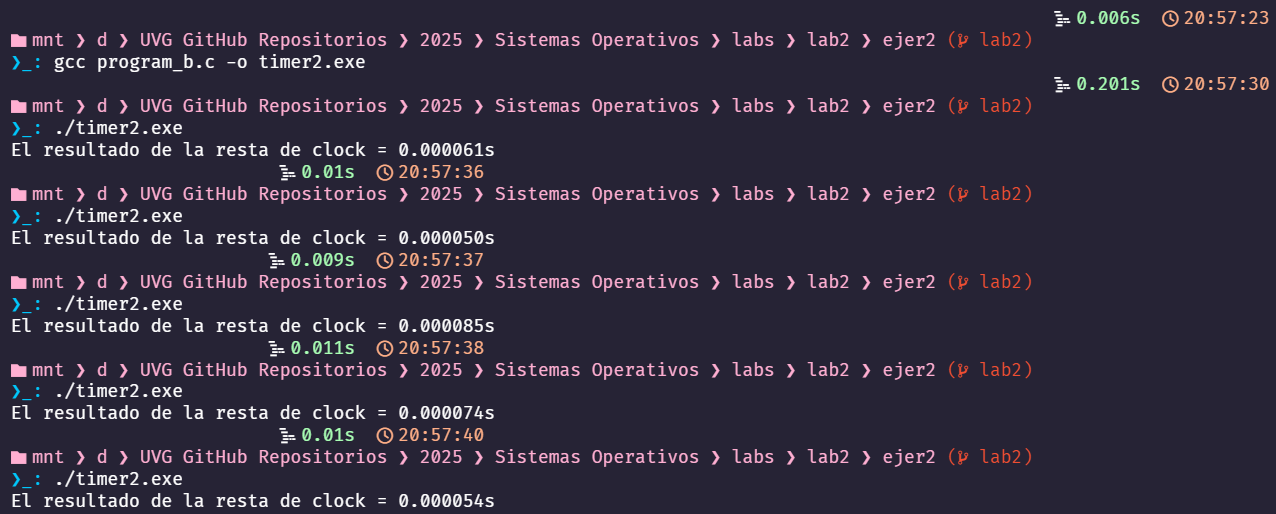 0.006s 20:57:23
mnt ❯ d ❯ UVG GitHub Repositorios ❯ 2025 ❯ Sistemas Operativos ❯ labs ❯ lab2 ❯ ejer2 ( lab2)
❯_: gcc program_b.c -o timer2.exe
0.201s 20:57:30
mnt ❯ d ❯ UVG GitHub Repositorios ❯ 2025 ❯ Sistemas Operativos ❯ labs ❯ lab2 ❯ ejer2 ( lab2)
❯_: ./timer2.exe
El resultado de la resta de clock = 0.000061s
0.01s 20:57:36
mnt ❯ d ❯ UVG GitHub Repositorios ❯ 2025 ❯ Sistemas Operativos ❯ labs ❯ lab2 ❯ ejer2 ( lab2)
❯_: ./timer2.exe
El resultado de la resta de clock = 0.000050s
0.009s 20:57:37
mnt ❯ d ❯ UVG GitHub Repositorios ❯ 2025 ❯ Sistemas Operativos ❯ labs ❯ lab2 ❯ ejer2 ( lab2)
❯_: ./timer2.exe
El resultado de la resta de clock = 0.000085s
0.011s 20:57:38
mnt ❯ d ❯ UVG GitHub Repositorios ❯ 2025 ❯ Sistemas Operativos ❯ labs ❯ lab2 ❯ ejer2 ( lab2)
❯_: ./timer2.exe
El resultado de la resta de clock = 0.000074s
0.01s 20:57:40
mnt ❯ d ❯ UVG GitHub Repositorios ❯ 2025 ❯ Sistemas Operativos ❯ labs ❯ lab2 ❯ ejer2 ( lab2)
❯_: ./timer2.exe
El resultado de la resta de clock = 0.000054s